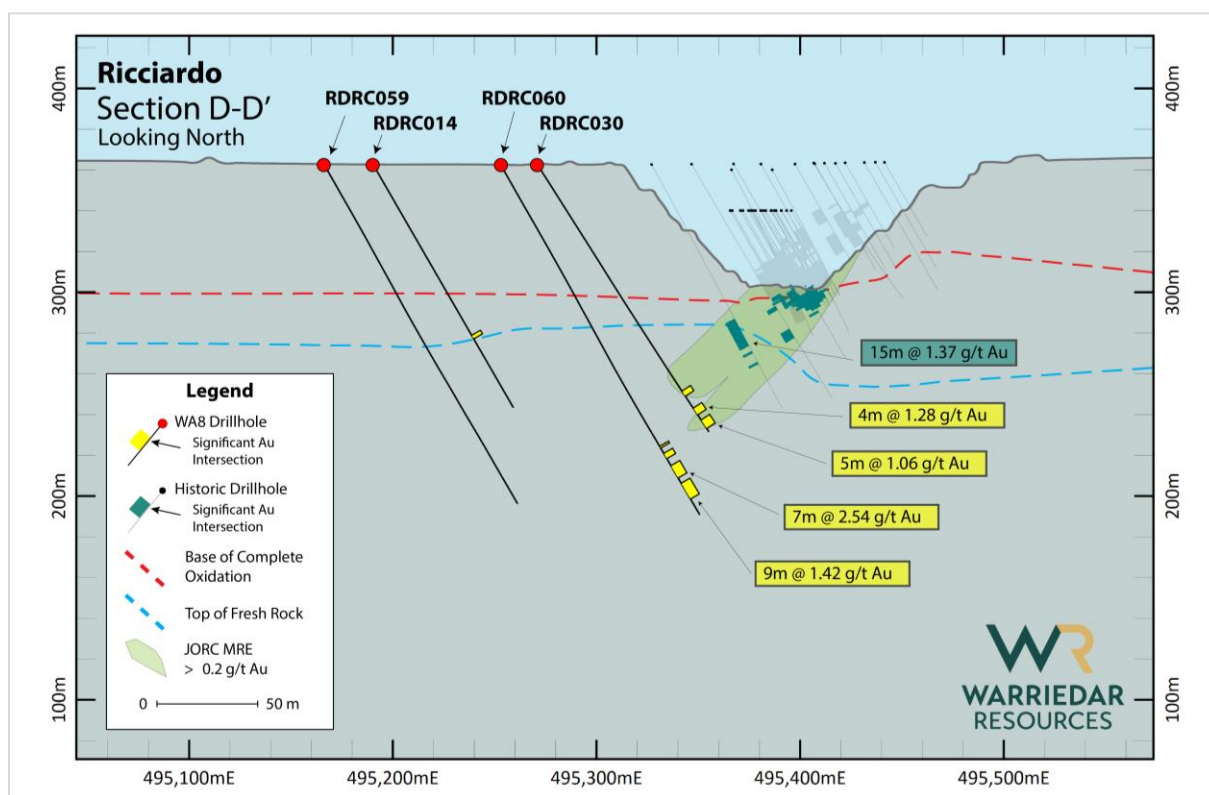 Ricciardo
Section D-D'
Looking North
RDRC059
RDRC014
RDRC060
RDRC030
400m
300m
200m
100m
400m
300m
200m
100m
15m @ 1.37 g/t Au
4m @ 1.28 g/t Au
5m @ 1.06 g/t Au
7m @ 2.54 g/t Au
9m @ 1.42 g/t Au
Legend
WA8 Drillhole
Significant Au
Intersection
Historic Drillhole
Significant Au
Intersection
Base of Complete
Oxidation
Top of Fresh Rock
JORC MRE
> 0.2 g/t Au
0 50 m
WR
WARRIEDAR
RESOURCES
495,100mE 495,200mE 495,300mE 495,400mE 495,500mE